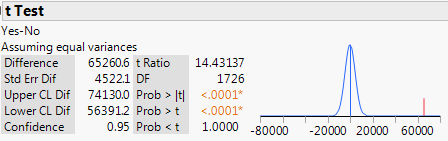 t Test
Yes-No
Assuming equal variances
Difference 65260.6 t Ratio 14.43137
Std Err Dif 4522.1 DF 1726
Upper CL Dif 74130.0 Prob > |t| <.0001*
Lower CL Dif 56391.2 Prob > t <.0001*
Confidence 0.95 Prob < t 1.0000
-80000 -20000 20000 60000